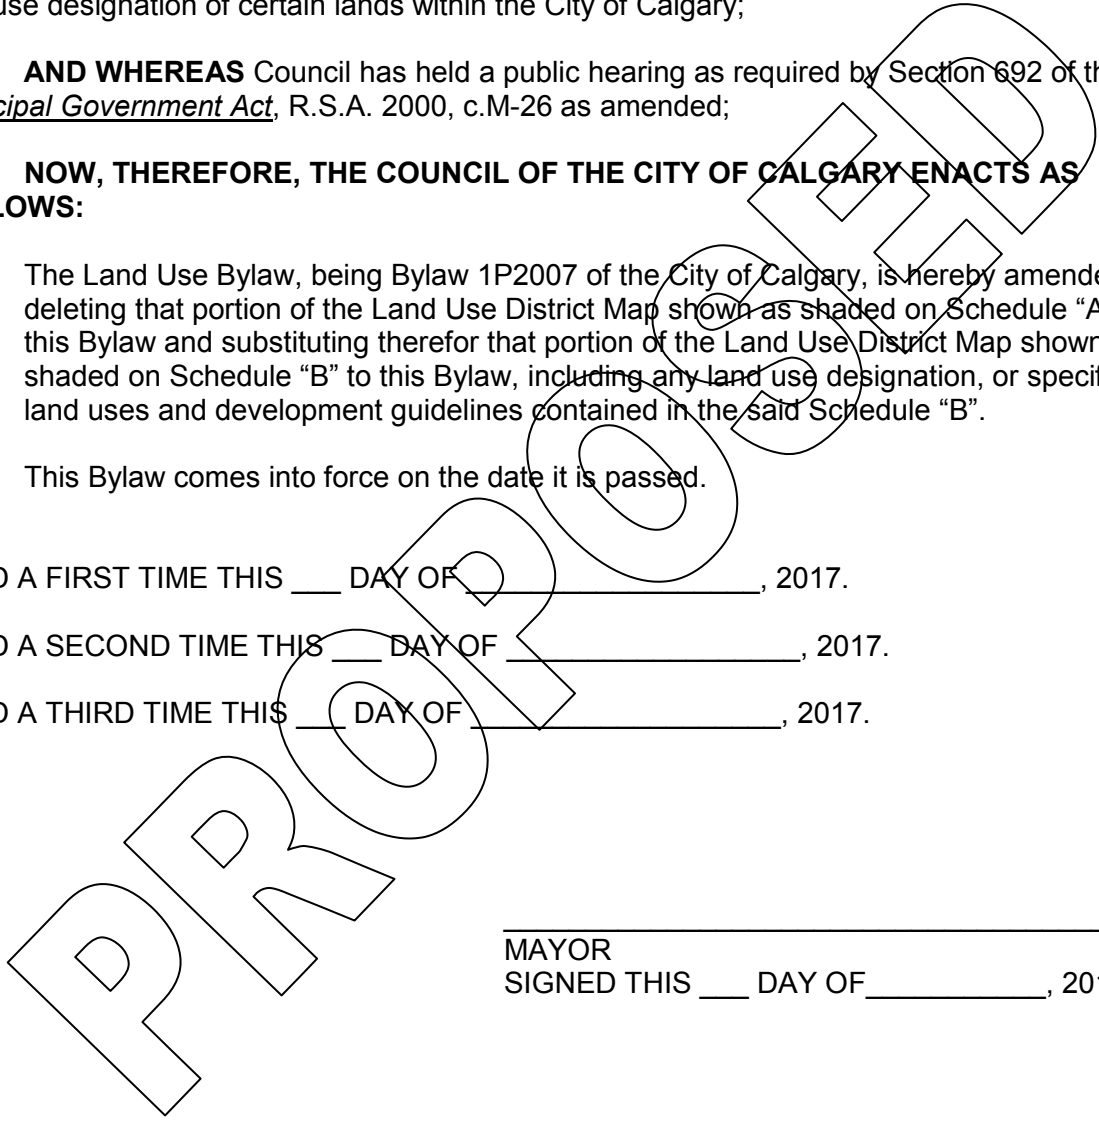 use designation of certain lands within the City of Calgary;
AND WHEREAS Council has held a public hearing as required by Section 692 of th
cipal Government Act, R.S.A. 2000, c.M-26 as amended;
NOW, THEREFORE, THE COUNCIL OF THE CITY OF CALGARY ENACTS AS
LOWS:
The Land Use Bylaw, being Bylaw 1P2007 of the City of Calgary, is hereby amende
deleting that portion of the Land Use District Map shown as shaded on Schedule “A
this Bylaw and substituting therefor that portion of the Land Use District Map shown
shaded on Schedule “B” to this Bylaw, including any land use designation, or specif
land uses and development guidelines contained in the said Schedule “B”.
This Bylaw comes into force on the date it is passed.
D A FIRST TIME THIS ___ DAY OF __________________, 2017.
D A SECOND TIME THIS ___ DAY OF __________________, 2017.
D A THIRD TIME THIS ___ DAY OF ___________________, 2017.
MAYOR
SIGNED THIS ___ DAY OF___________, 201
PROPOSED